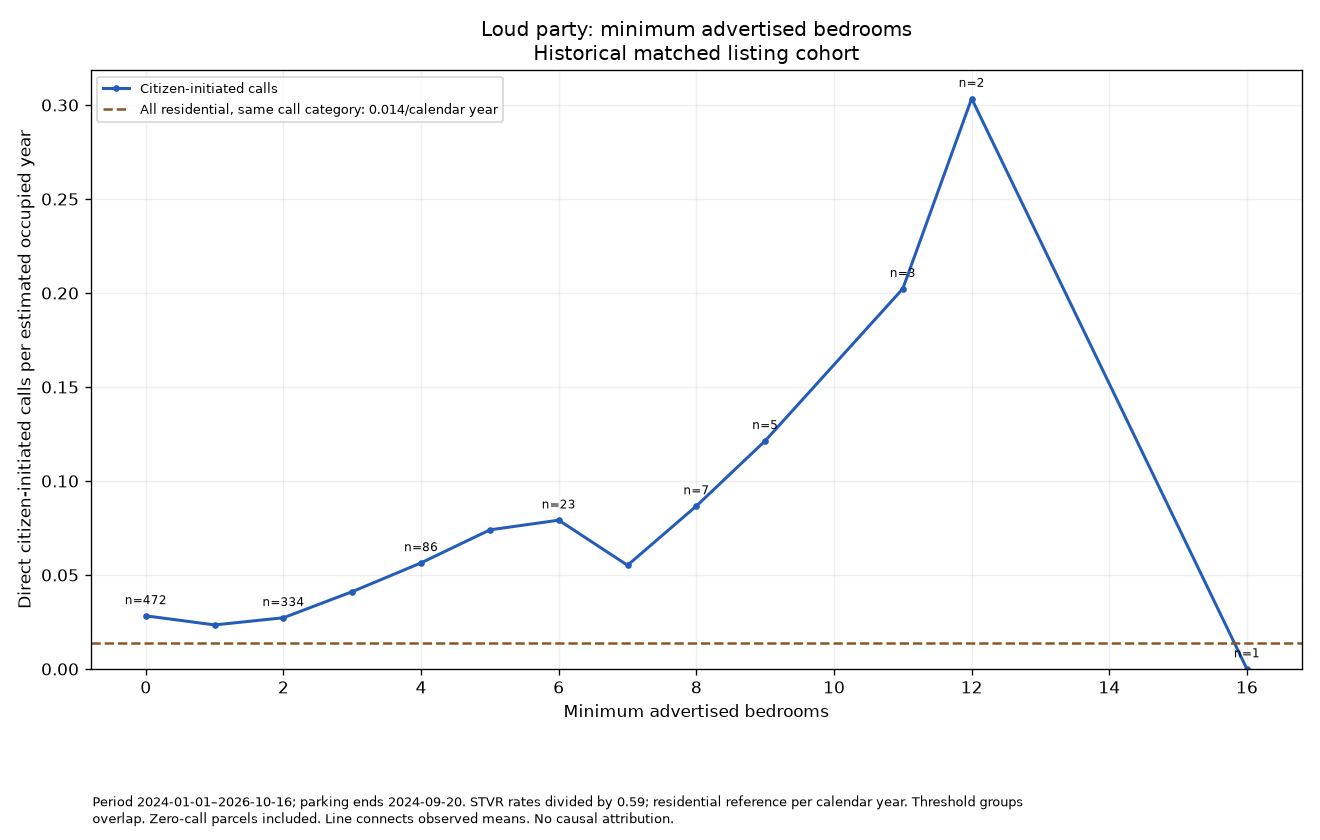 Loud party: minimum advertised bedrooms
Historical matched listing cohort
Citizen-initiated calls
All residential, same call category: 0.014/calendar year
Direct citizen-initiated calls per estimated occupied year
0.30
0.25
0.20
0.15
0.10
0.05
0.00
n=472
n=334
n=86
n=23
n=7
n=5
n=3
n=2
n=1
0 2 4 6 8 10 12 14 16
Minimum advertised bedrooms
Period 2024-01-01–2026-10-16; parking ends 2024-09-20. STVR rates divided by 0.59; residential reference per calendar year. Threshold groups
overlap. Zero-call parcels included. Line connects observed means. No causal attribution.